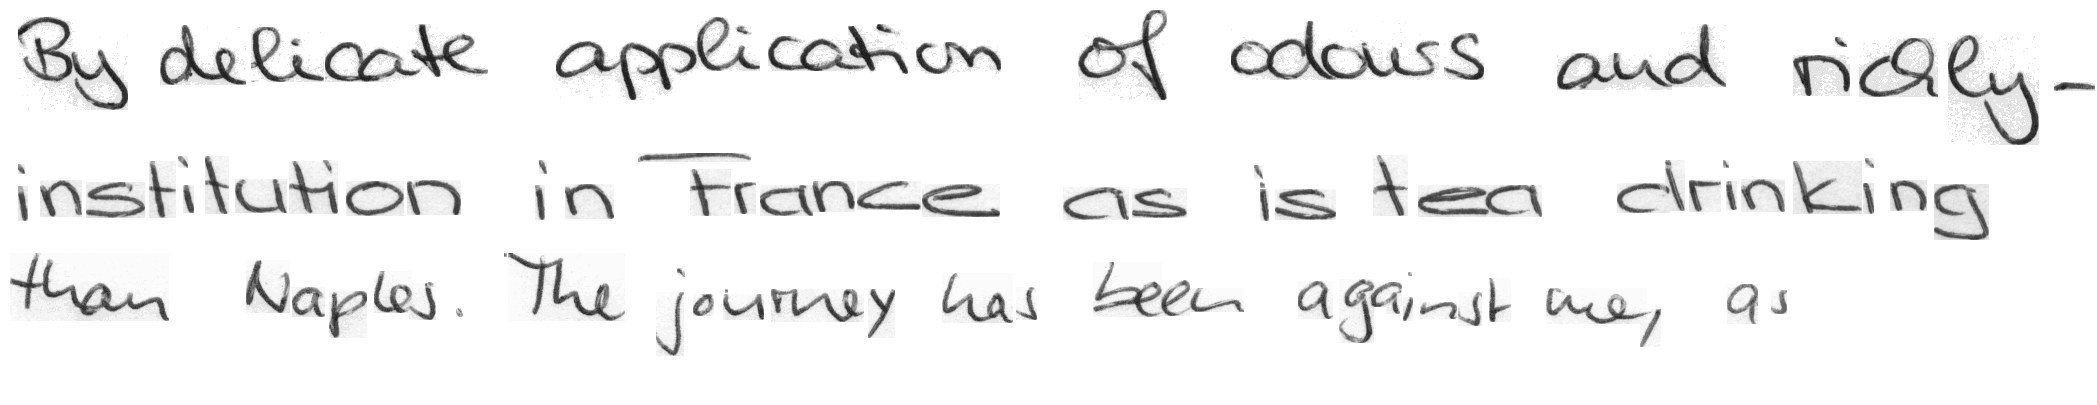 By delicate application of odours and richly-
institution in France as is tea drinking
than Naples. The journey has been against me, as